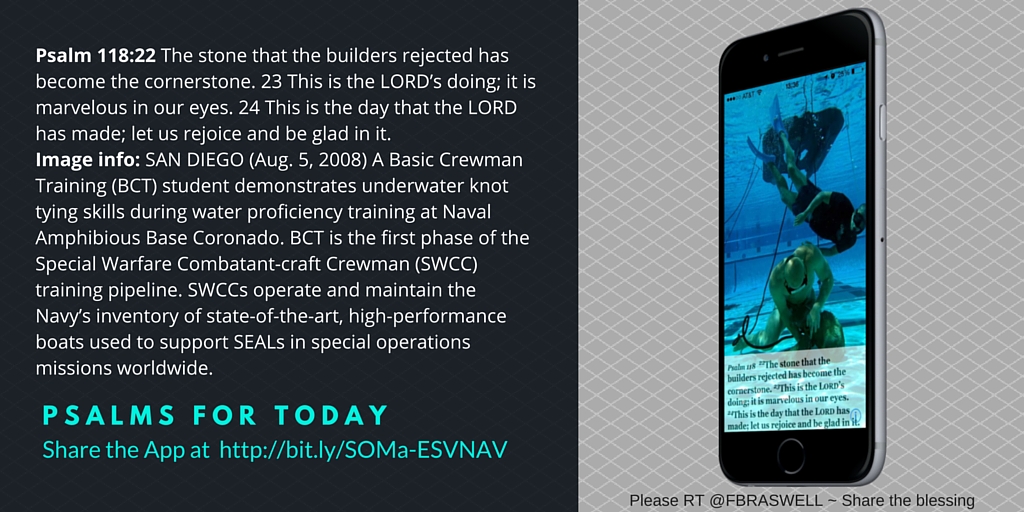 Psalm 118:22 The stone that the builders rejected has
become the cornerstone. 23 This is the LORD’s doing; it is
marvelous in our eyes. 24 This is the day that the LORD
has made; let us rejoice and be glad in it.
Image info: SAN DIEGO (Aug. 5, 2008) A Basic Crewman
Training (BCT) student demonstrates underwater knot
tying skills during water proficiency training at Naval
Amphibious Base Coronado. BCT is the first phase of the
Special Warfare Combatant-craft Crewman (SWCC)
training pipeline. SWCCs operate and maintain the
Navy’s inventory of state-of-the-art, high-performance
boats used to support SEALs in special operations
missions worldwide.
PSALMS FOR TODAY
Share the App at http://bit.ly/SOMa-ESVNAV
AT&T
Psalm 118 ²²The stone that the
builders rejected has become the
cornerstone. ²³This is the LORD’s
doing; it is marvelous in our eyes.
²⁴This is the day that the LORD has
made; let us rejoice and be glad in it.
Please RT @FBRASWELL ~ Share the blessing